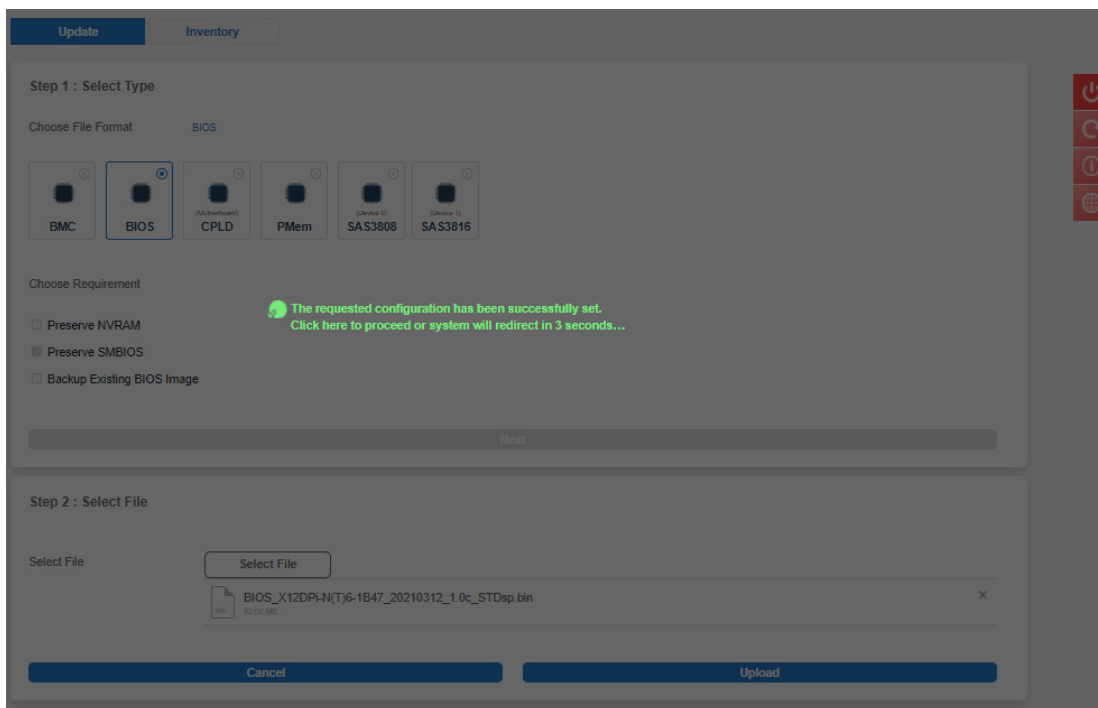 Update
Inventory
Step 1 : Select Type
Choose File Format
BIOS
BMC
BIOS
(Motherboard)
CPLD
PMem
(Device 0)
SAS3808
(Device 1)
SAS3816
Choose Requirement
The requested configuration has been successfully set.
Click here to proceed or system will redirect in 3 seconds...
Preserve NVRAM
Preserve SMBIOS
Backup Existing BIOS Image
Next
Step 2 : Select File
Select File
Select File
BIOS_X12DPi-N(T)6-1B47_20210312_1.0c_STDsp.bin
Cancel
Upload